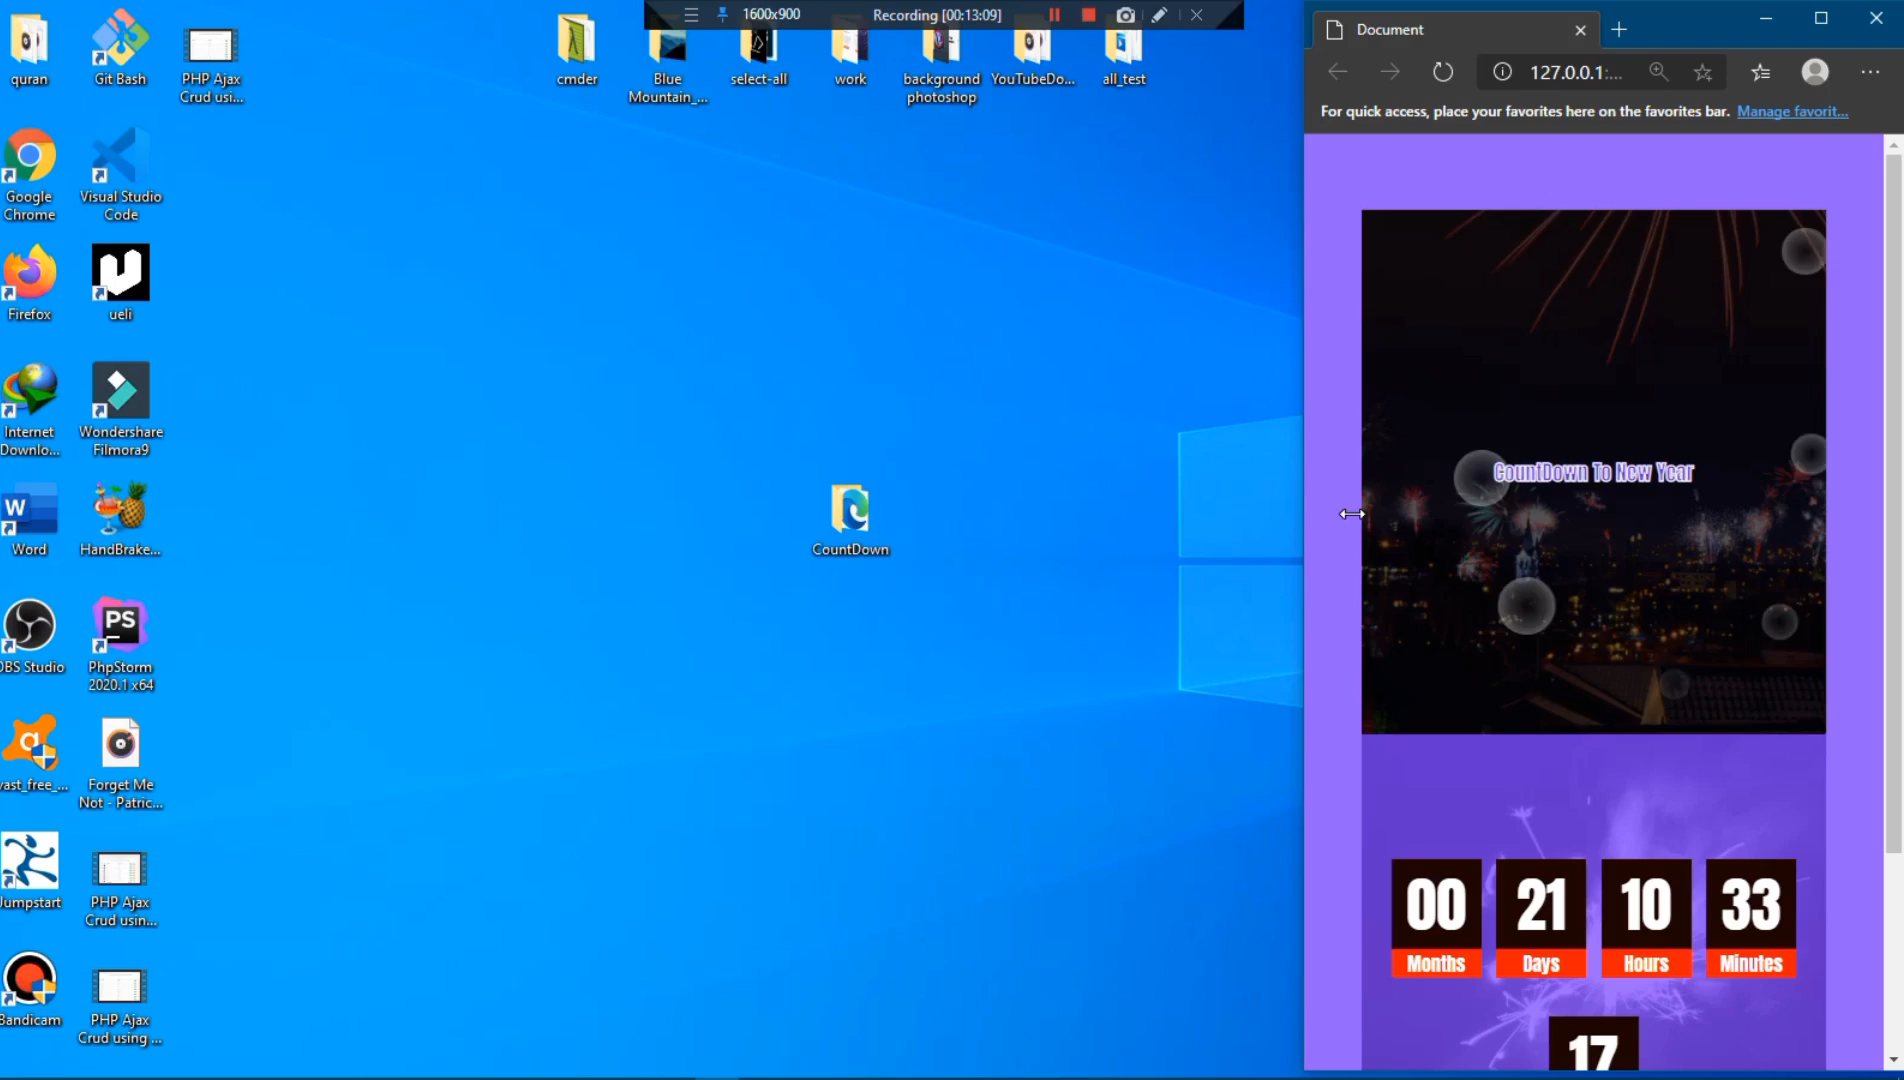 1600x900
Recording [00:13:09]
quran
Git Bash
PHP Ajax
Crud usi...
cmder
Blue
Mountain_...
select-all
work
background
photoshop
YouTubeDo...
all_test
Google
Chrome
Visual Studio
Code
Firefox
ueli
Internet
Downlo...
Wondershare
Filmora9
W
Word
HandBrake...
OBS Studio
PS
PhpStorm
2020.1 x64
vast_free_...
Forget Me
Not - Patric...
Jumpstart
PHP Ajax
Crud usin...
Bandicam
PHP Ajax
Crud using ...
CountDown
Document
127.0.0.1:...
For quick access, place your favorites here on the favorites bar. Manage favorit...
CountDown To New Year
00 21 10 33
Months Days Hours Minutes
17